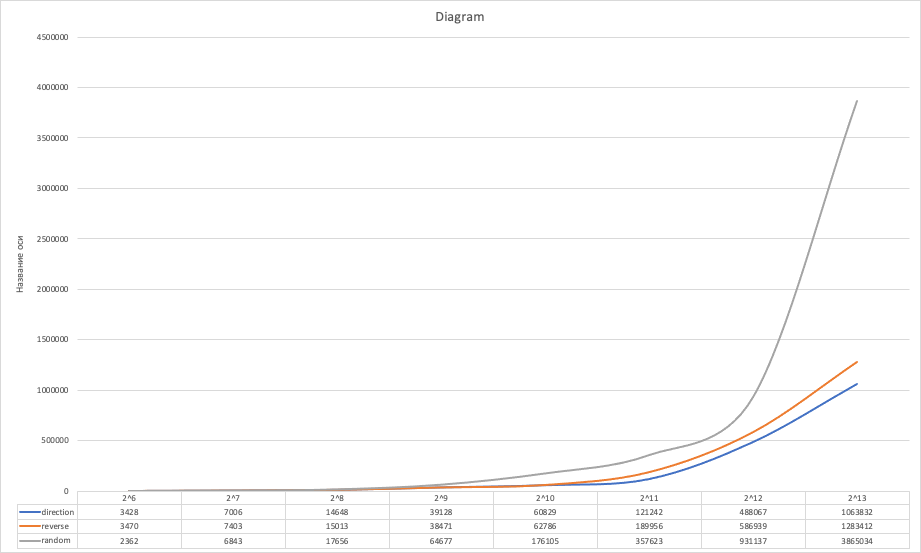 Diagram
4500000
4000000
3500000
3000000
2500000
2000000
1500000
1000000
500000
0
Название оси
2^6 2^7 2^8 2^9 2^10 2^11 2^12 2^13
direction 3428 7006 14648 39128 60829 121242 488067 1063832
reverse 3470 7403 15013 38471 62786 189956 586939 1283412
random 2362 6843 17656 64677 176105 357623 931137 3865034